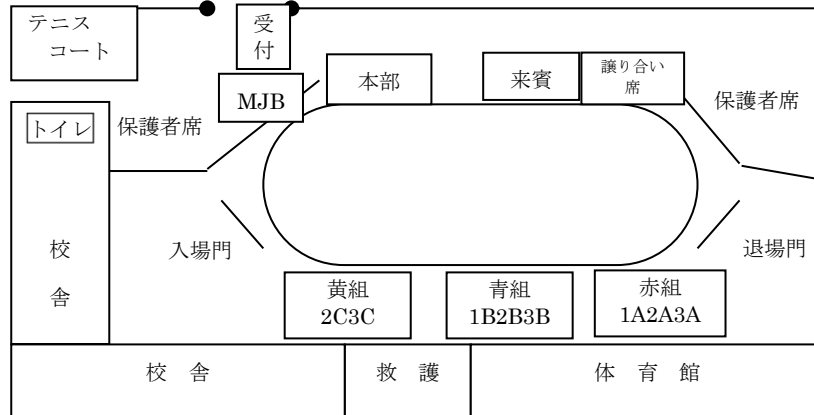 テニス
コート
受
付
MJB
本部
来賓
譲り合い
席
保護者席
トイレ
保護者席
校
舎
入場門
退場門
黄組
2C3C
青組
1B2B3B
赤組
1A2A3A
校　舎
救　護
体　育　館